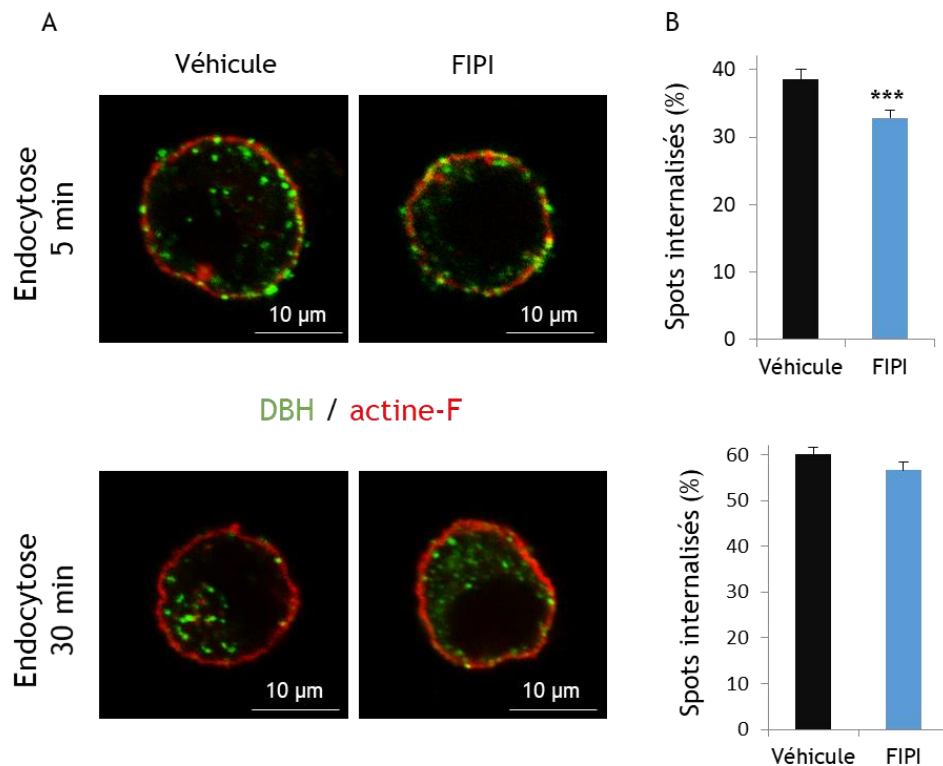 A
B
Véhicule
FIPI
Endocytose
5 min
10 µm
10 µm
Spots internalisés (%)
40
30
20
10
0
***
Véhicule
FIPI
DBH / actine-F
Endocytose
30 min
10 µm
10 µm
Spots internalisés (%)
60
50
40
30
20
10
0
Véhicule
FIPI